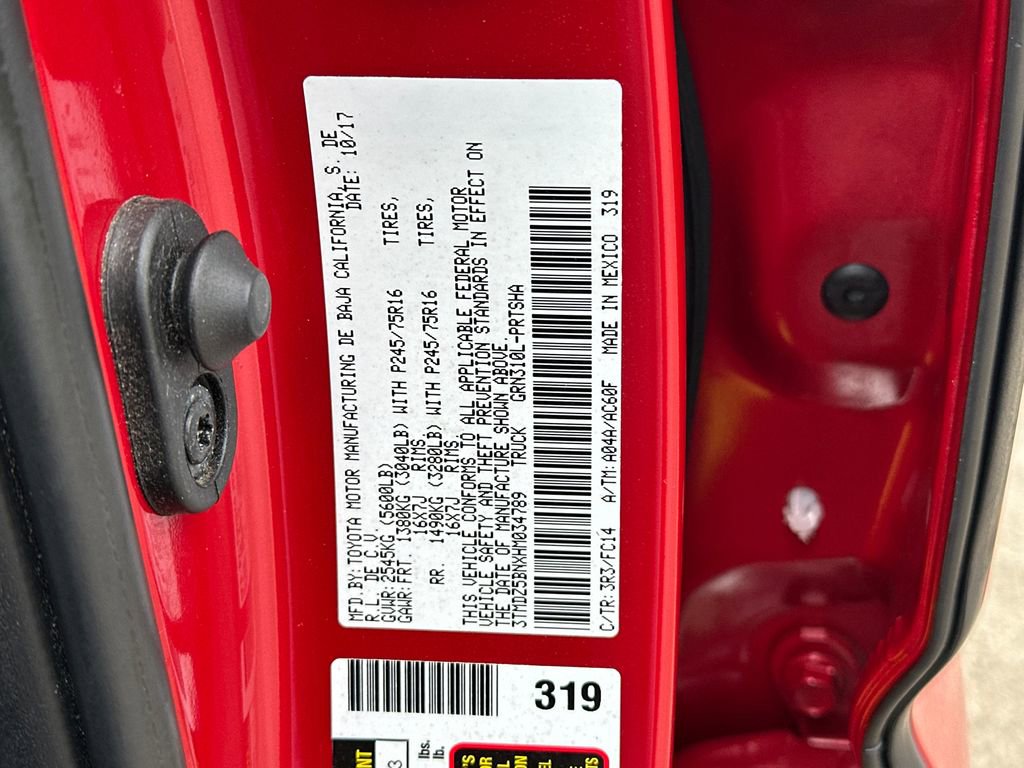 MFD.BY:TOYOTA MOTOR MANUFACTURING DE BAJA CALIFORNIA, S. DE
R.L. DE C.V. DATE: 10/17
GVWR:2545KG (5600LB)
GAWR:FRT. 1380KG (3040LB) WITH P245/75R16 TIRES,
16X7J RIMS.
RR. 1490KG (3280LB) WITH P245/75R16 TIRES,
16X7J RIMS.
THIS VEHICLE CONFORMS TO ALL APPLICABLE FEDERAL MOTOR
VEHICLE SAFETY AND THEFT PREVENTION STANDARDS IN EFFECT ON
THE DATE OF MANUFACTURE SHOWN ABOVE.
3TMDZ5BNXHM034789 TRUCK GRN310L-PRTSHA
C/TR:3R3/FC14 A/TM:A04A/AC60F MADE IN MEXICO 319
319
lbs.
lb.